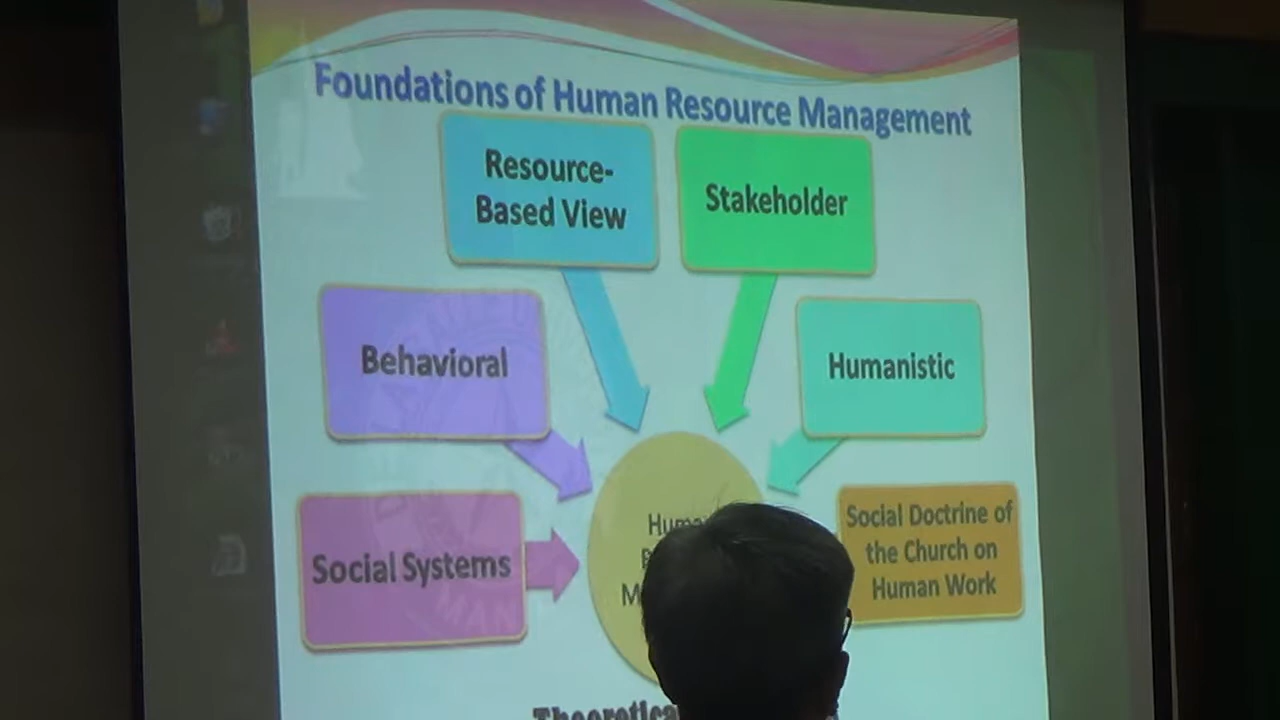 Foundations of Human Resource Management
Resource-
Based View
Stakeholder
Behavioral
Humanistic
Social Systems
Social Doctrine of
the Church on
Human Work